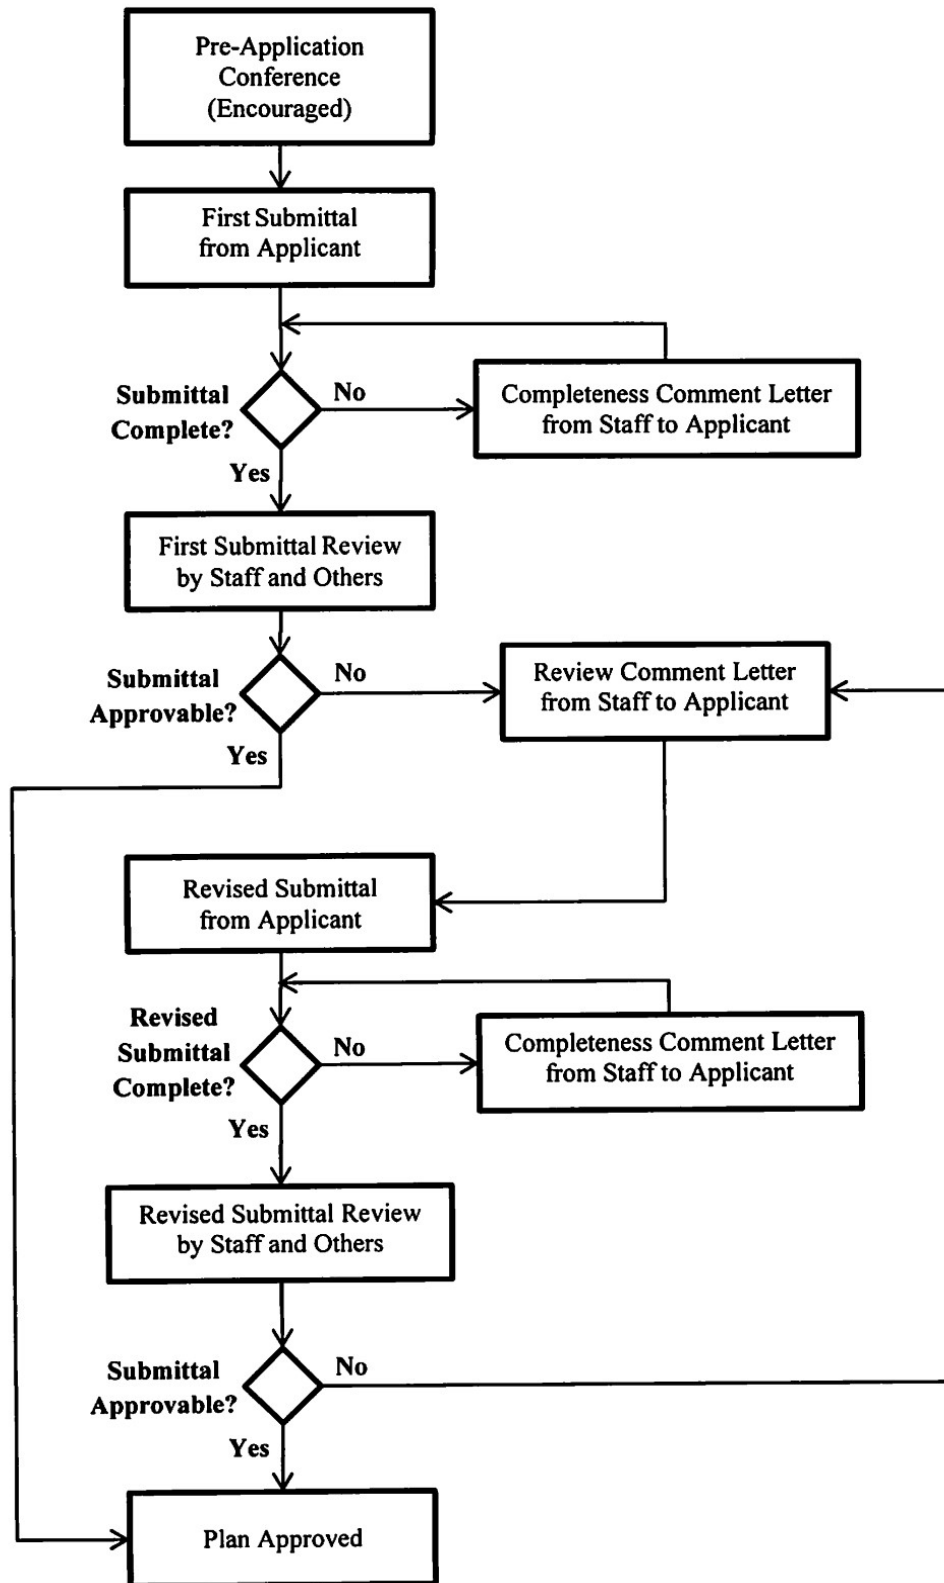 Pre-Application
Conference
(Encouraged)
First Submittal
from Applicant
Submittal
Complete?
No
Completeness Comment Letter
from Staff to Applicant
Yes
First Submittal Review
by Staff and Others
Submittal
Approvable?
No
Review Comment Letter
from Staff to Applicant
Yes
Revised Submittal
from Applicant
Revised
Submittal
Complete?
No
Completeness Comment Letter
from Staff to Applicant
Yes
Revised Submittal Review
by Staff and Others
Submittal
Approvable?
No
Yes
Plan Approved